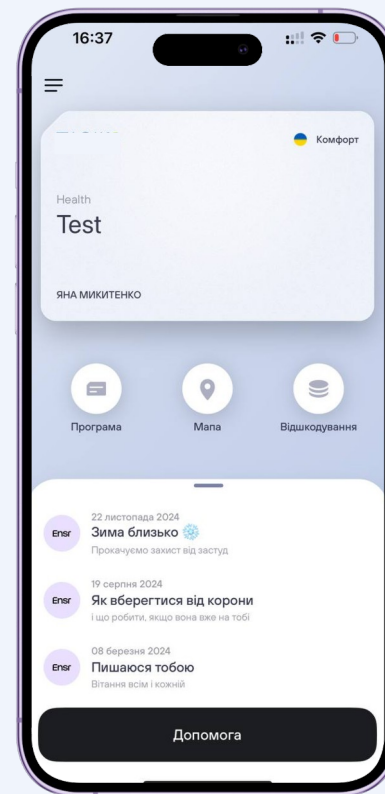 16:37
Комфорт
Health
Test
ЯНА МИКИТЕНКО
Програма
Мапа
Відшкодування
22 листопада 2024
Ensr
Зима близько
Прокачуємо захист від застуд
19 серпня 2024
Ensr
Як вберегтися від корони
і що робити, якщо вона вже на тобі
08 березня 2024
Ensr
Пишаюся тобою
Вітання всім і кожній
Допомога